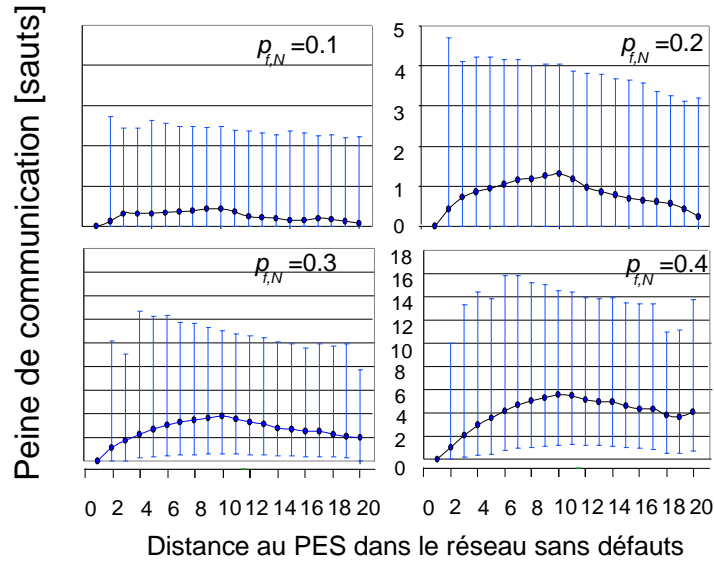 Peine de communication [sauts]
p_f,N =0.1
p_f,N =0.2
5
4
3
2
1
0
p_f,N =0.3
p_f,N =0.4
18
16
14
12
10
8
6
4
2
0
0 2 4 6 8 10 12 14 16 20
0 2 4 6 8 10 12 14 16 20
Distance au PES dans le réseau sans défauts